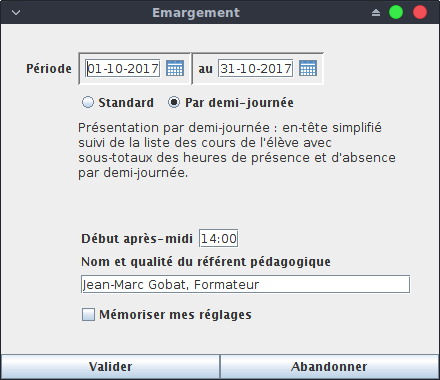 Emargement
Période 01-10-2017 au 31-10-2017
Standard Par demi-journée
Présentation par demi-journée : en-tête simplifié
suivi de la liste des cours de l'élève avec
sous-totaux des heures de présence et d'absence
par demi-journée.
Début après-midi 14:00
Nom et qualité du référent pédagogique
Jean-Marc Gobat, Formateur
Mémoriser mes réglages
Valider Abandonner